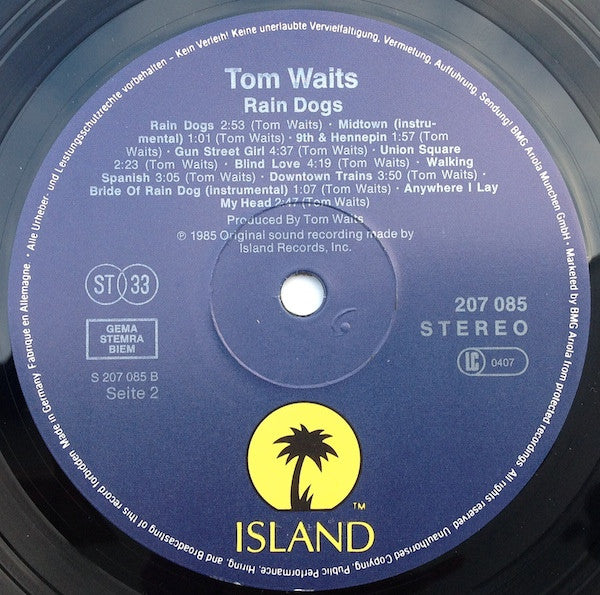 Alle Urheber- und Leistungsschutzrechte vorbehalten - Kein Verleih! Keine unerlaubte Vervielfältigung, Vermietung, Aufführung, Sendung! BMG Ariola München GmbH · Marketed by BMG Ariola
from protected recordings. All rights reserved. Unauthorised Copying, Public Performance, Hiring, and Broadcasting of this record forbidden. Made in Germany. Fabriqué en Allemagne.
Tom Waits
Rain Dogs
Rain Dogs 2:53 (Tom Waits) · Midtown (instru-
mental) 1:01 (Tom Waits) · 9th & Hennepin 1:57 (Tom
Waits) · Gun Street Girl 4:37 (Tom Waits) · Union Square
2:23 (Tom Waits) · Blind Love 4:19 (Tom Waits) · Walking
Spanish 3:05 (Tom Waits) · Downtown Trains 3:50 (Tom Waits) ·
Bride Of Rain Dog (instrumental) 1:07 (Tom Waits) · Anywhere I Lay
My Head 2:47 (Tom Waits)
Produced By Tom Waits
℗ 1985 Original sound recording made by
Island Records, Inc.
ST 33
GEMA
STEMRA
BIEM
S 207 085 B
Seite 2
207 085
STEREO
LC 0407
TM
ISLAND